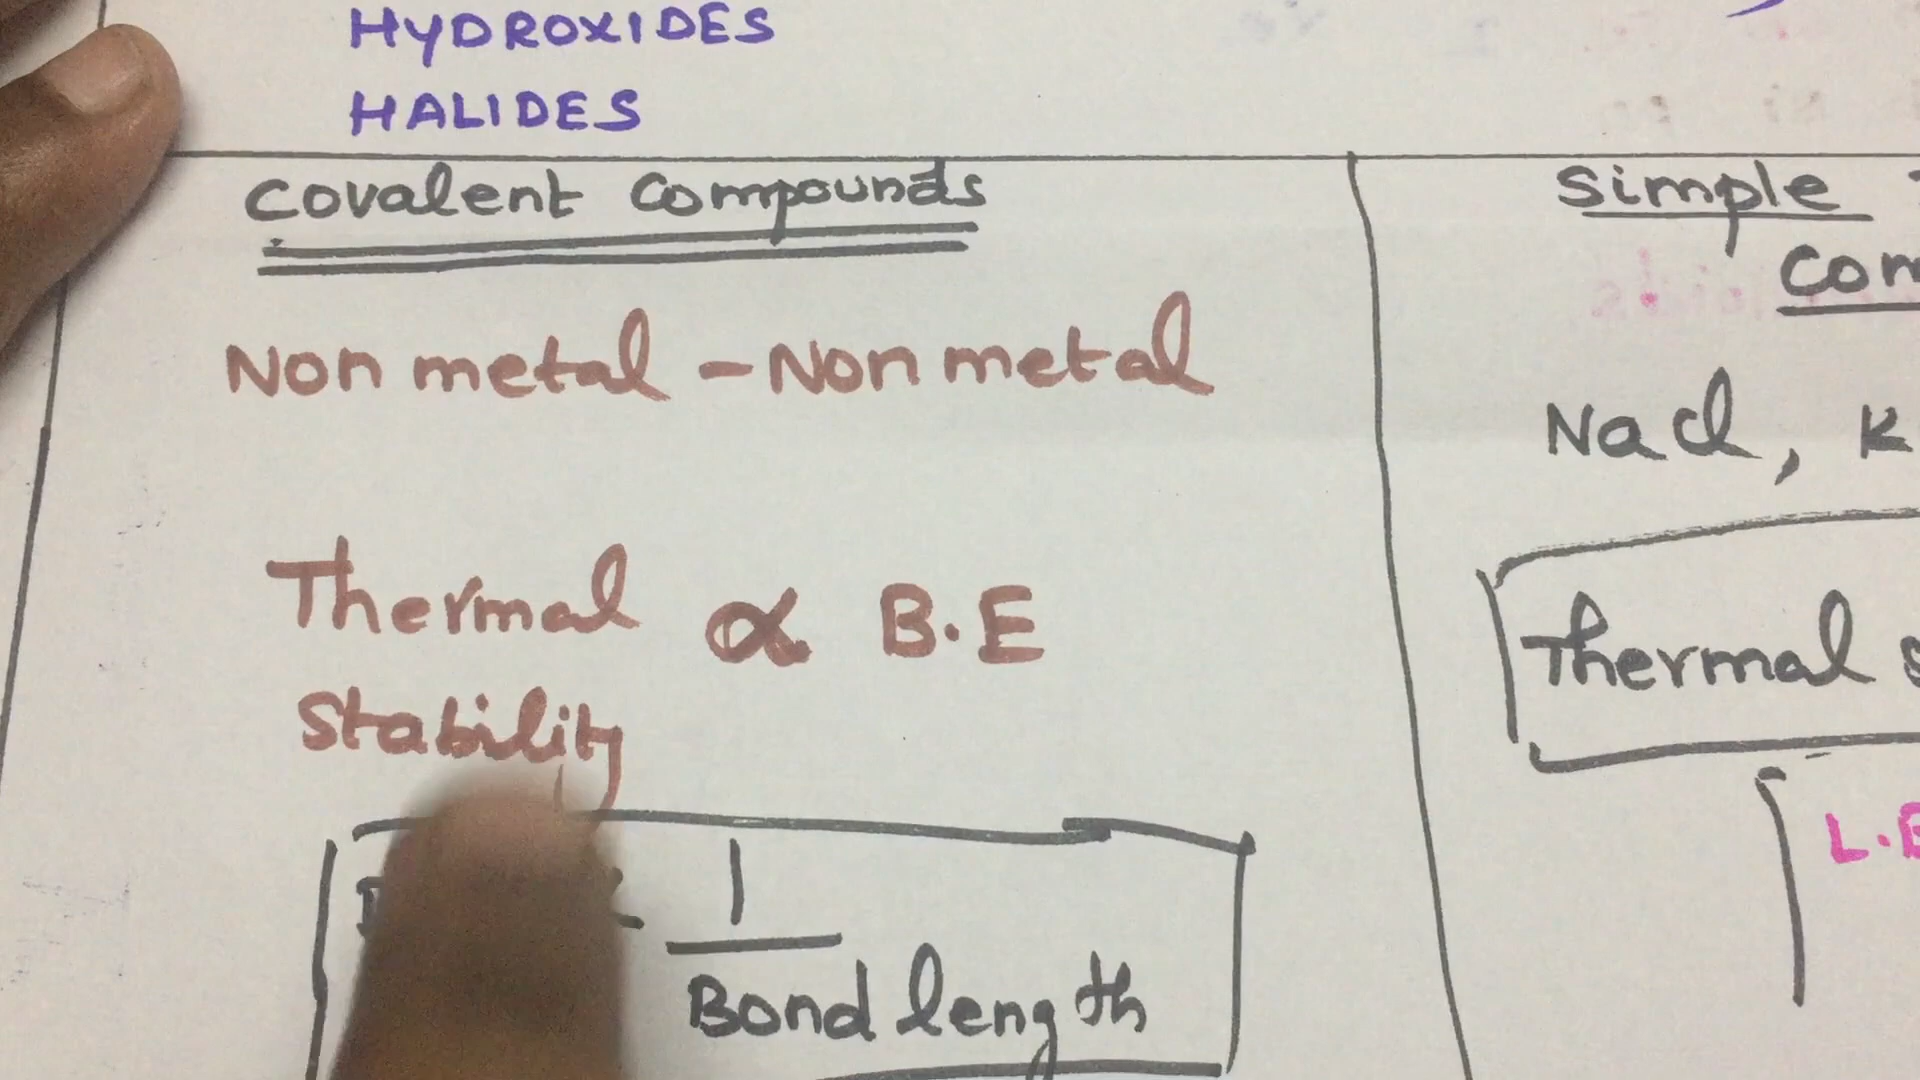 HYDROXIDES
HALIDES
Covalent Compounds
Non metal - Non metal
Thermal ∝ B.E
Stability
1
Bond length
Simple
Com
Nacl, K
Thermal S
L.E